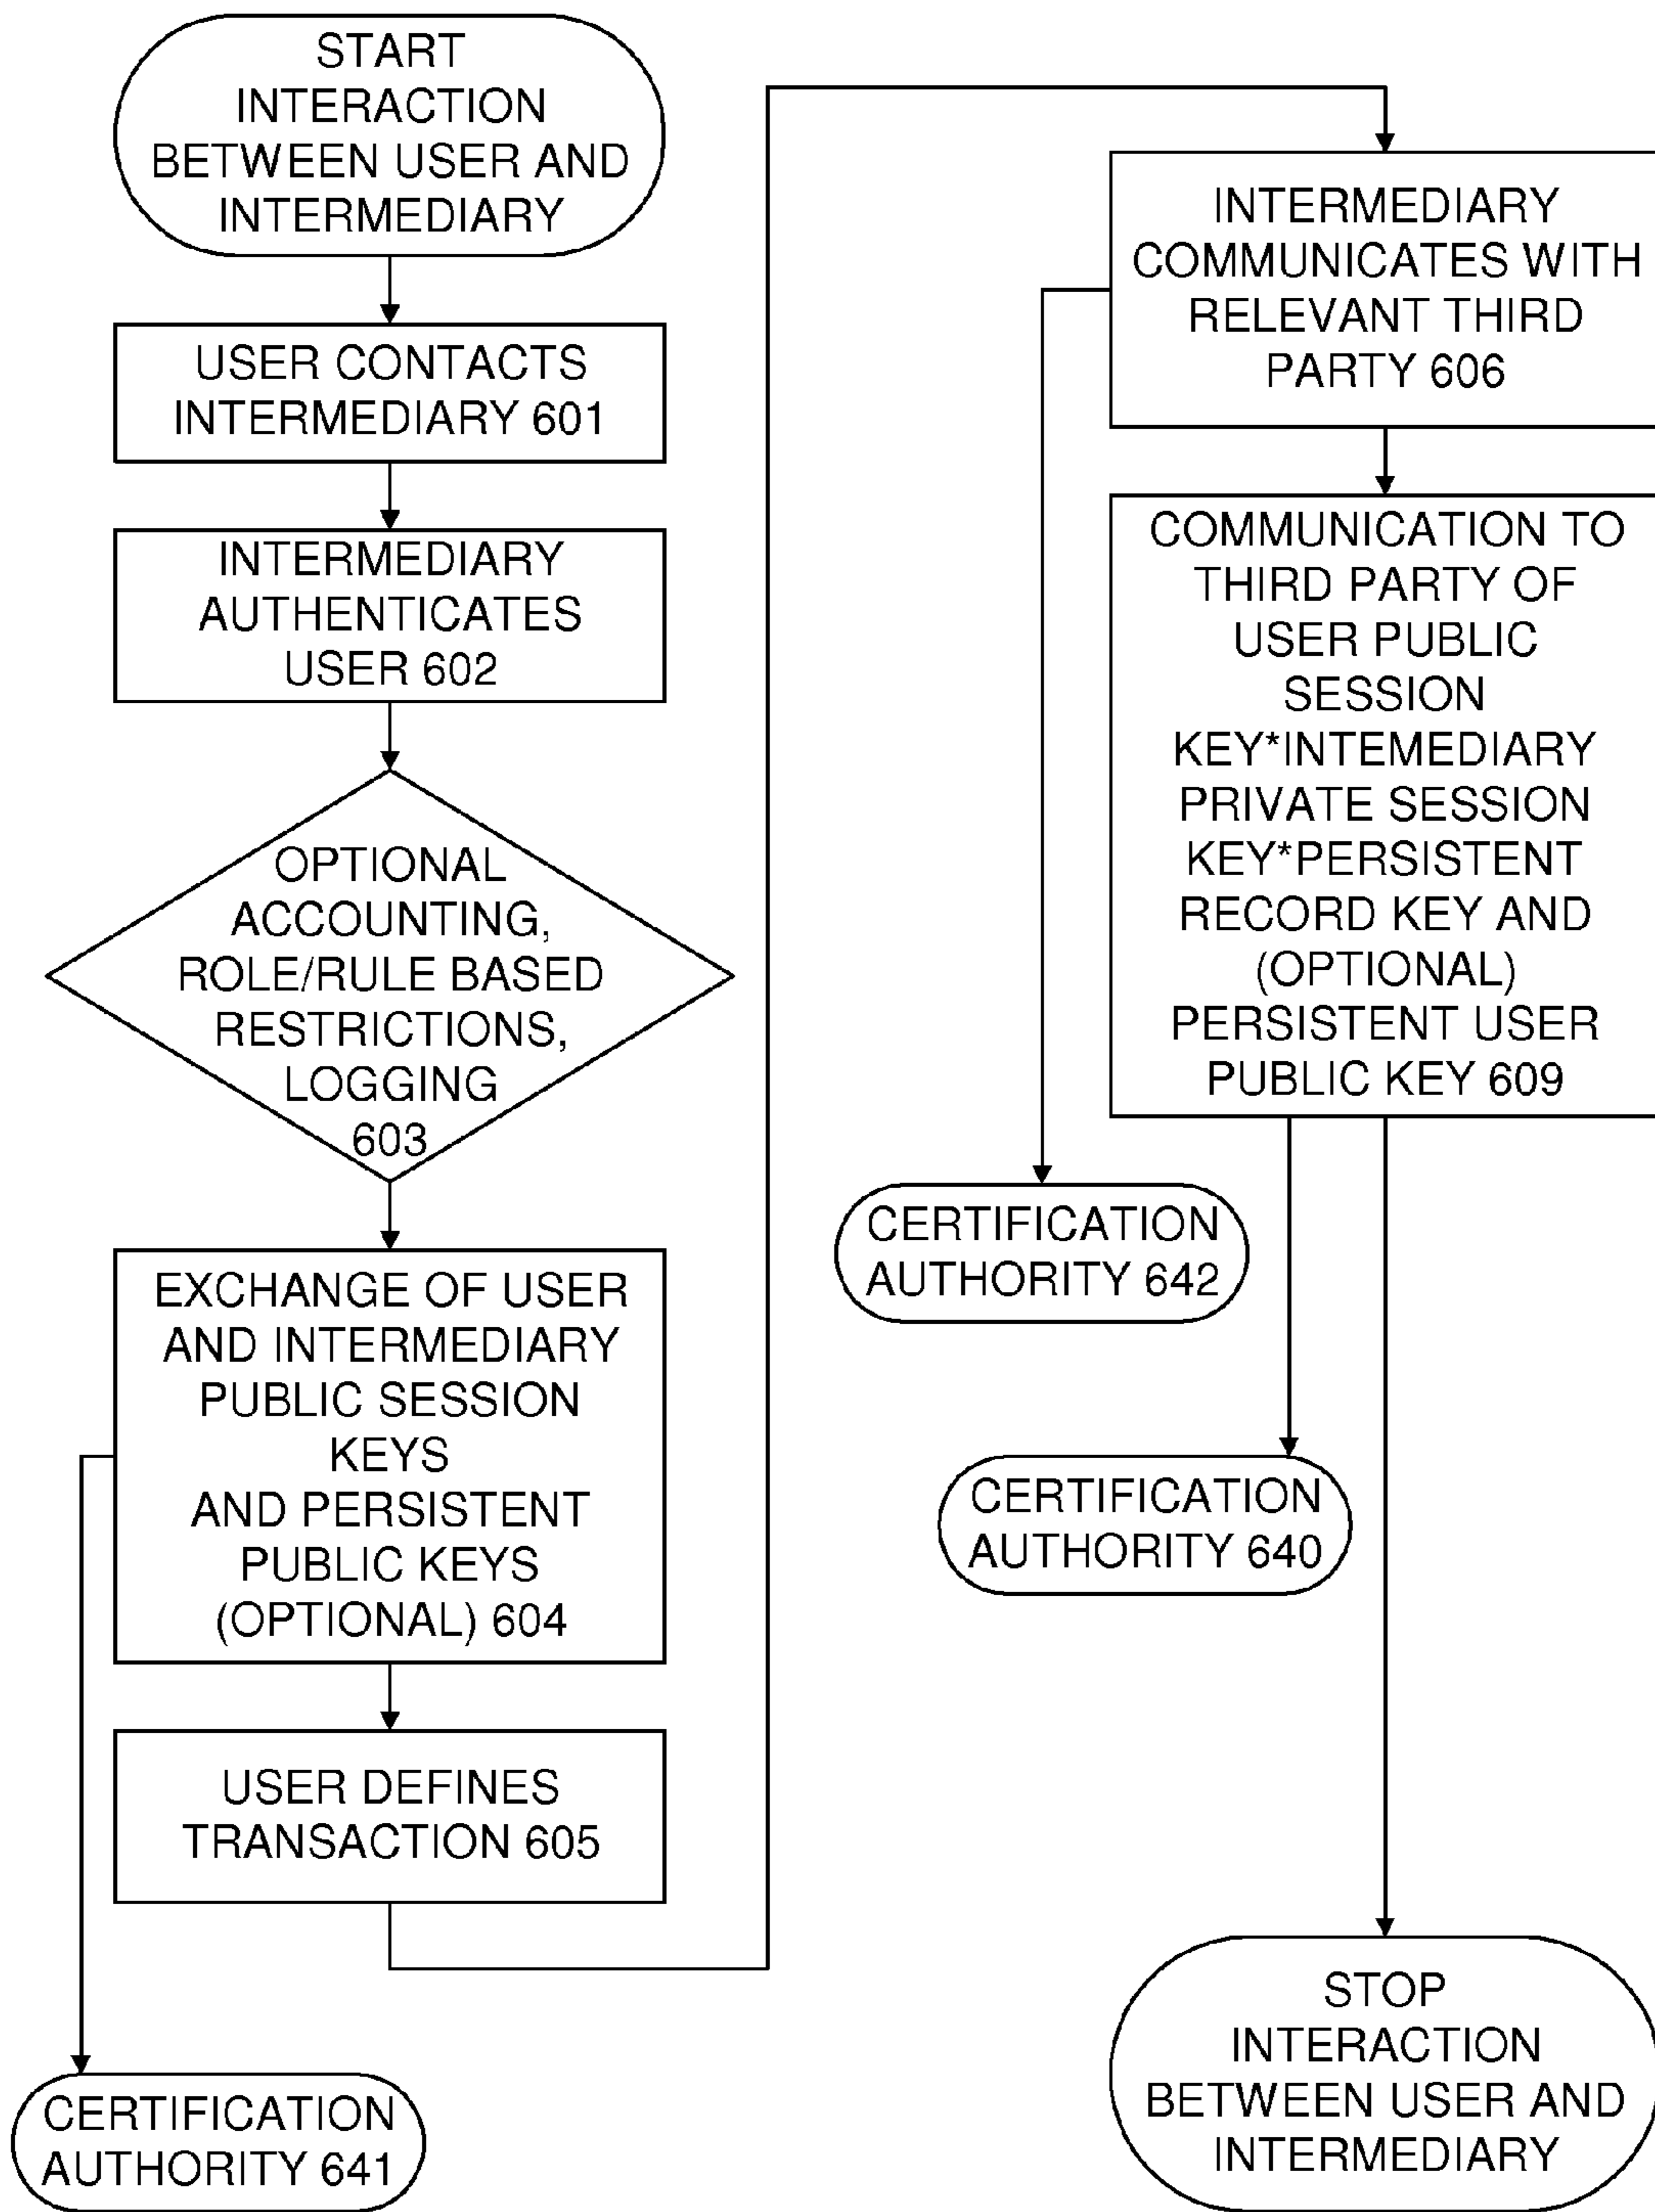 START
INTERACTION
BETWEEN USER AND
INTERMEDIARY
USER CONTACTS
INTERMEDIARY 601
INTERMEDIARY
AUTHENTICATES
USER 602
OPTIONAL
ACCOUNTING,
ROLE/RULE BASED
RESTRICTIONS,
LOGGING
603
EXCHANGE OF USER
AND INTERMEDIARY
PUBLIC SESSION
KEYS
AND PERSISTENT
PUBLIC KEYS
(OPTIONAL) 604
USER DEFINES
TRANSACTION 605
CERTIFICATION
AUTHORITY 641
INTERMEDIARY
COMMUNICATES WITH
RELEVANT THIRD
PARTY 606
COMMUNICATION TO
THIRD PARTY OF
USER PUBLIC
SESSION
KEY*INTEMEDIARY
PRIVATE SESSION
KEY*PERSISTENT
RECORD KEY AND
(OPTIONAL)
PERSISTENT USER
PUBLIC KEY 609
CERTIFICATION
AUTHORITY 642
CERTIFICATION
AUTHORITY 640
STOP
INTERACTION
BETWEEN USER AND
INTERMEDIARY